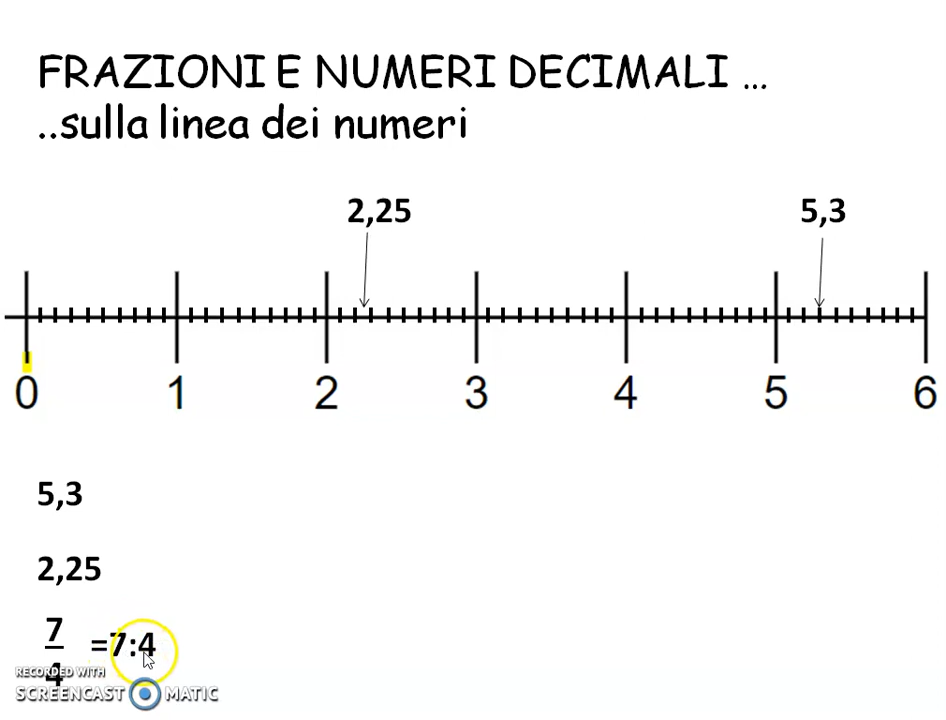 FRAZIONI E NUMERI DECIMALI ...
..sulla linea dei numeri
2,25 5,3
0 1 2 3 4 5 6
5,3
2,25
7
=7:4
4
RECORDED WITH
SCREENCAST MATIC